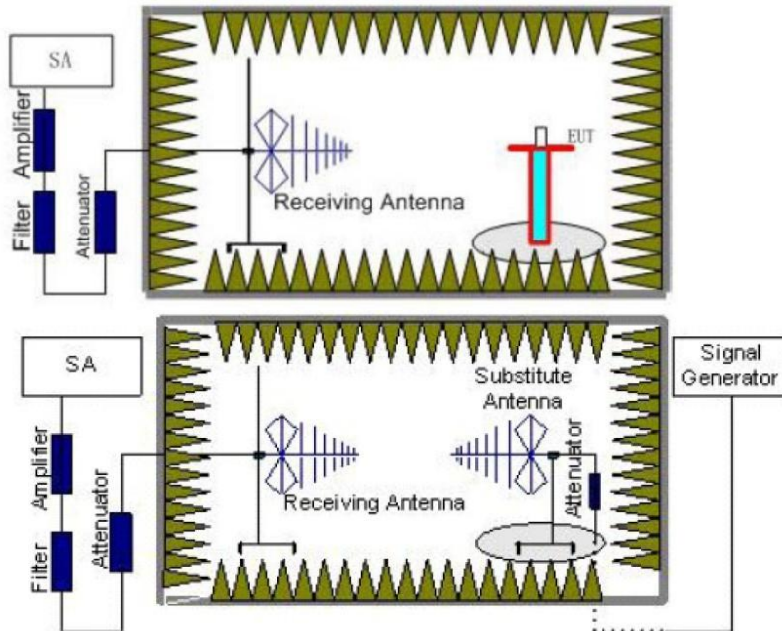 SA
Amplifier
Filter
Attenuator
Receiving Antenna
EUT
SA
Amplifier
Filter
Attenuator
Receiving Antenna
Substitute
Antenna
Attenuator
Signal
Generator